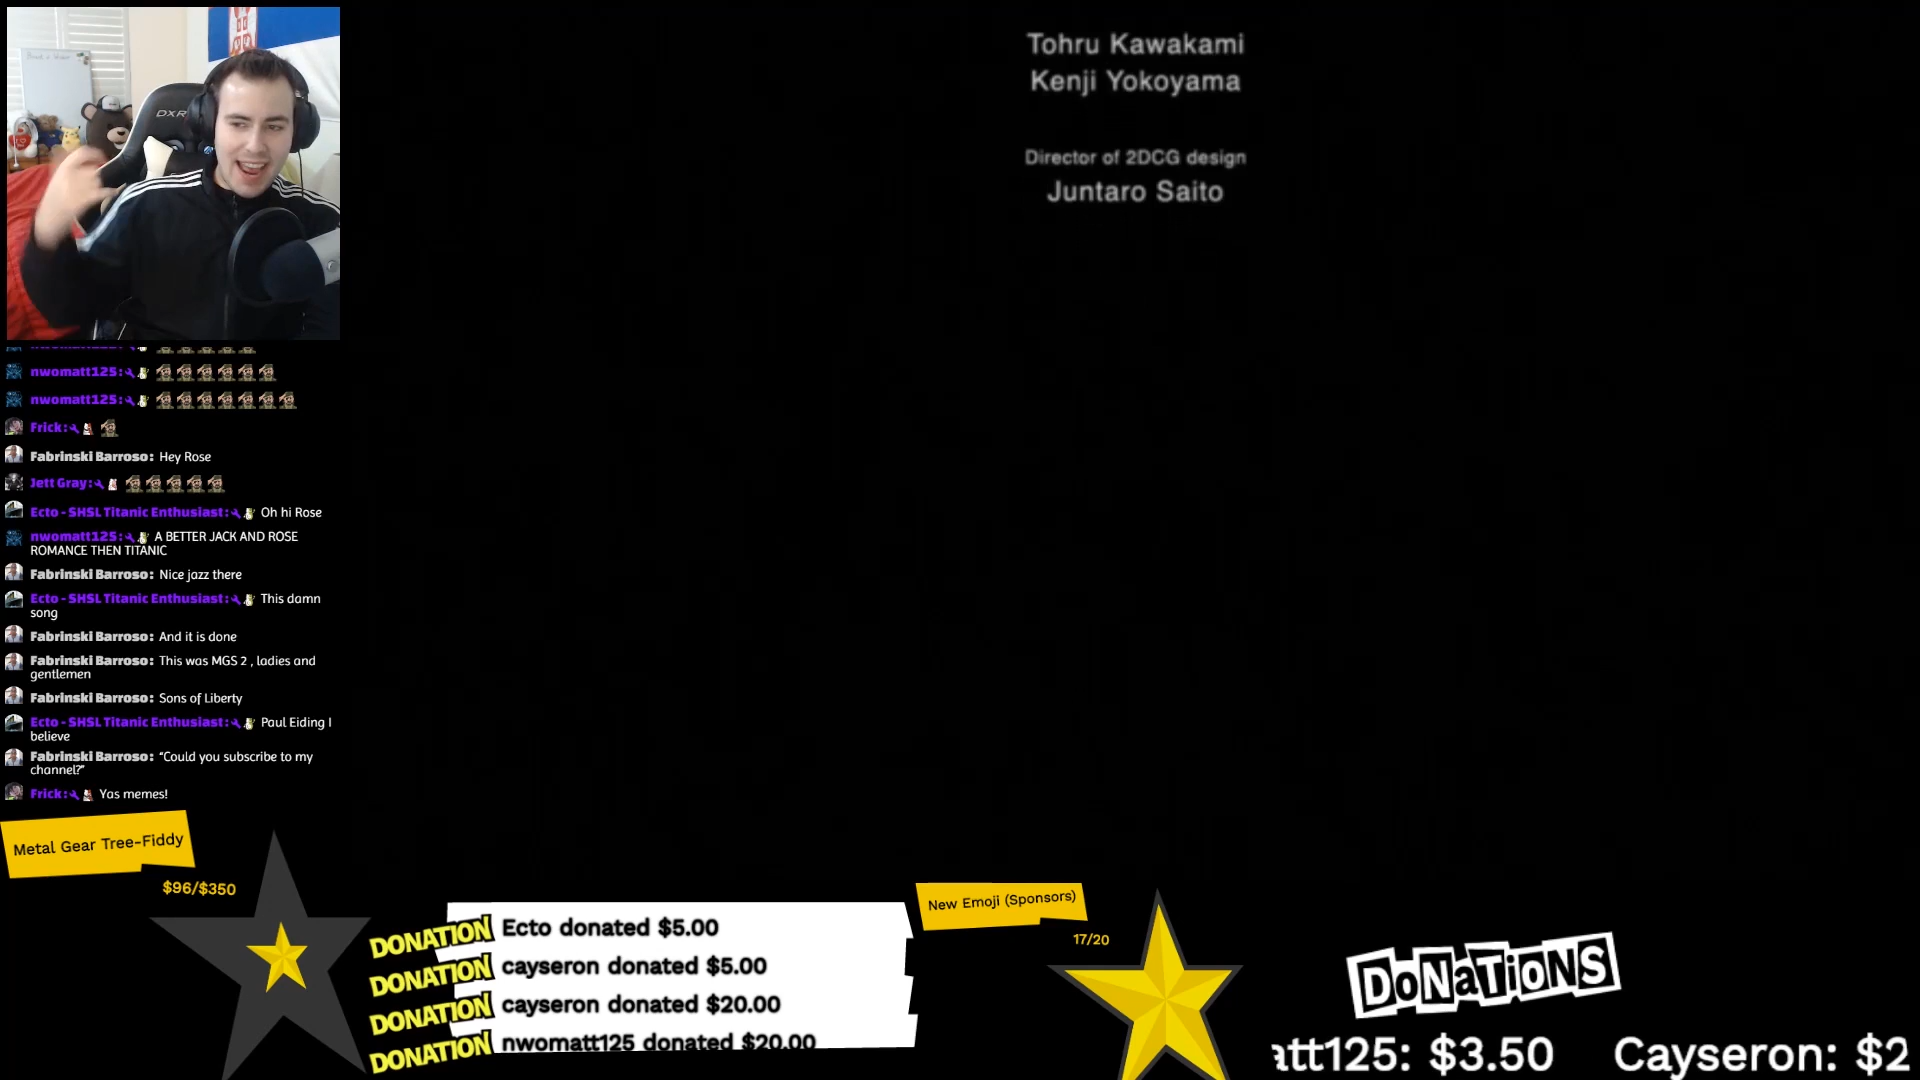 DXR
Tohru Kawakami
Kenji Yokoyama
Director of 2DCG design
Juntaro Saito
nwomatt125:
nwomatt125:
Frick:
Fabrinski Barroso: Hey Rose
Jett Gray:
Ecto - SHSL Titanic Enthusiast: Oh hi Rose
nwomatt125: A BETTER JACK AND ROSE
ROMANCE THEN TITANIC
Fabrinski Barroso: Nice jazz there
Ecto - SHSL Titanic Enthusiast: This damn
song
Fabrinski Barroso: And it is done
Fabrinski Barroso: This was MGS 2 , ladies and
gentlemen
Fabrinski Barroso: Sons of Liberty
Ecto - SHSL Titanic Enthusiast: Paul Eiding I
believe
Fabrinski Barroso: “Could you subscribe to my
channel?”
Frick: Yas memes!
Metal Gear Tree-Fiddy
$96/$350
DONATION Ecto donated $5.00
DONATION cayseron donated $5.00
DONATION cayseron donated $20.00
DONATION nwomatt125 donated $20.00
New Emoji (Sponsors)
17/20
DoNaTiONS
att125: $3.50 Cayseron: $2